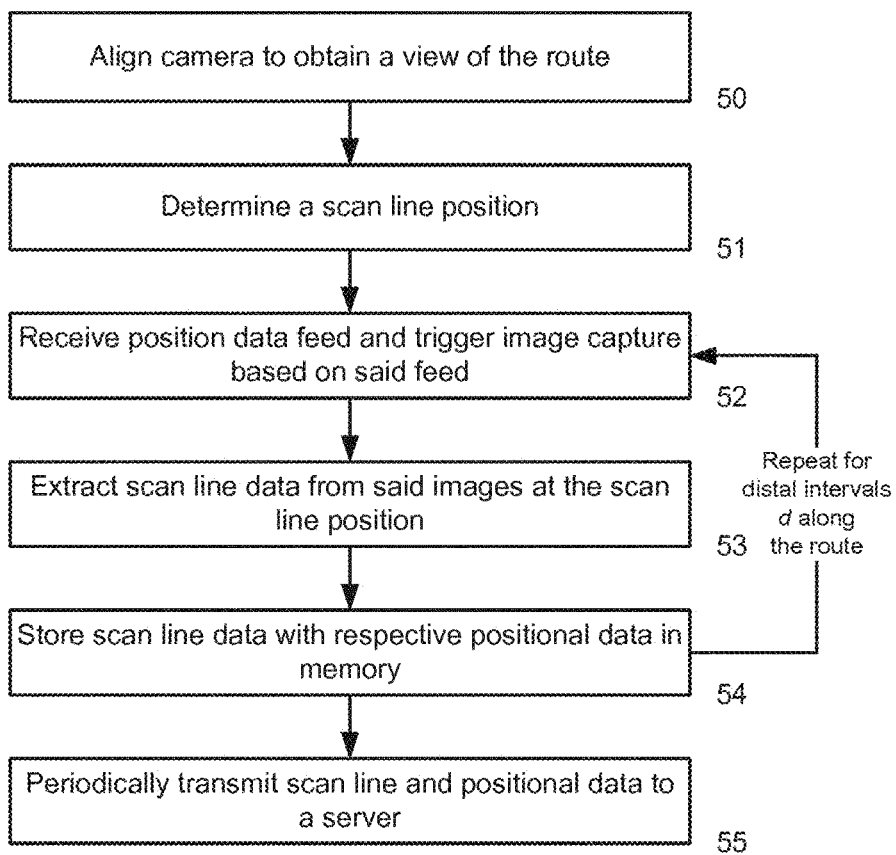 Align camera to obtain a view of the route
50
Determine a scan line position
51
Receive position data feed and trigger image capture
based on said feed
52
Extract scan line data from said images at the scan
line position
53
Repeat for
distal intervals
d along
the route
Store scan line data with respective positional data in
memory
54
Periodically transmit scan line and positional data to
a server
55